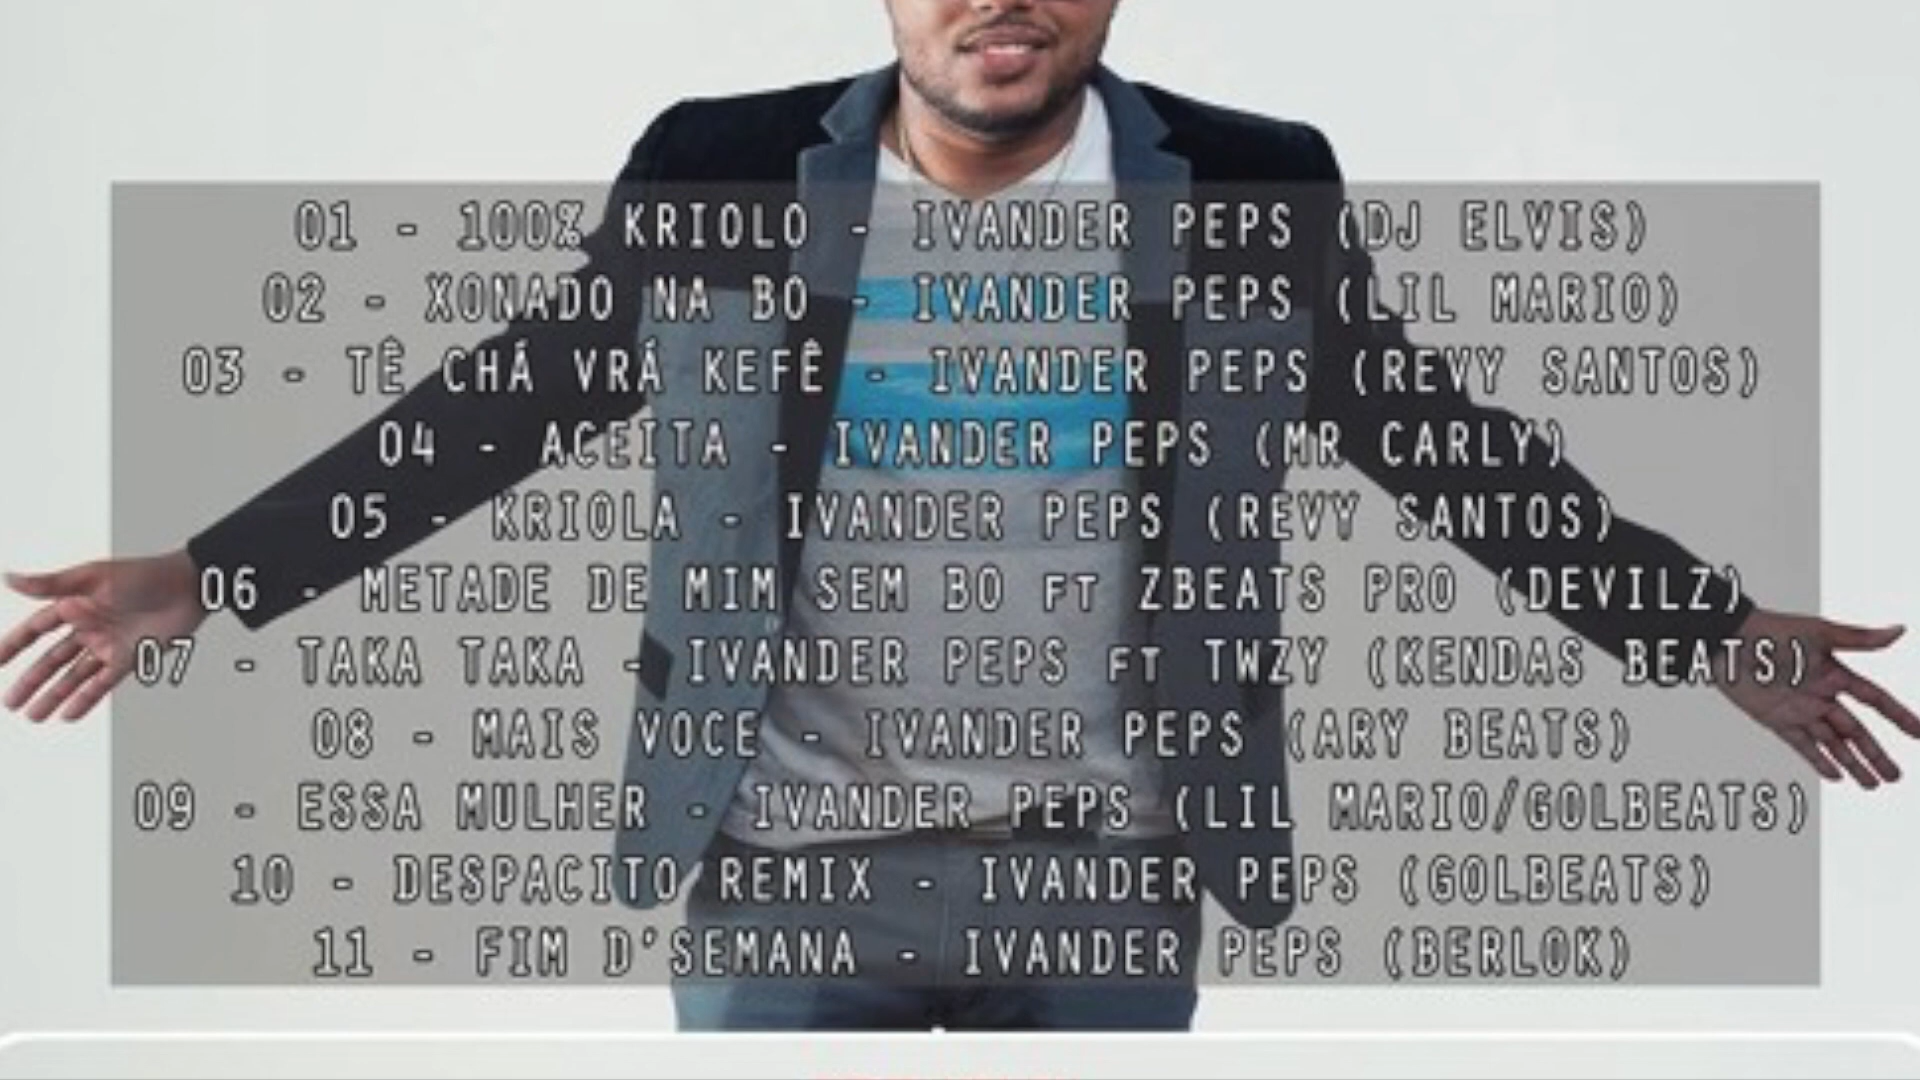 01 - 100% KRIOLO - IVANDER PEPS (DJ ELVIS)
02 - XONADO NA BO - IVANDER PEPS (LIL MARIO)
03 - TÊ CHÁ VRÁ KEFÊ - IVANDER PEPS (REVY SANTOS)
04 - ACEITA - IVANDER PEPS (MR CARLY)
05 - KRIOLA - IVANDER PEPS (REVY SANTOS)
06 - METADE DE MIM SEM BO FT ZBEATS PRO (DEVILZ)
07 - TAKA TAKA - IVANDER PEPS FT TWZY (KENDAS BEATS)
08 - MAIS VOCE - IVANDER PEPS (ARY BEATS)
09 - ESSA MULHER - IVANDER PEPS (LIL MARIO/GOLBEATS)
10 - DESPACITO REMIX - IVANDER PEPS (GOLBEATS)
11 - FIM D'SEMANA - IVANDER PEPS (BERLOK)